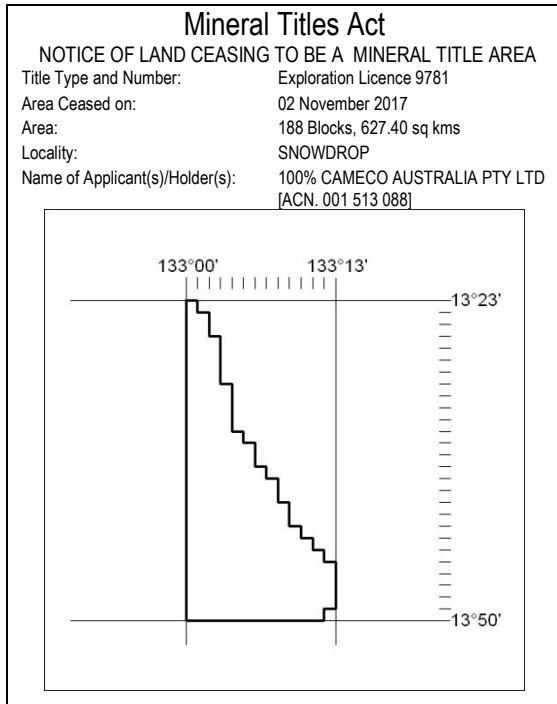 Mineral Titles Act
NOTICE OF LAND CEASING TO BE A MINERAL TITLE AREA
Title Type and Number: Exploration Licence 9781
Area Ceased on: 02 November 2017
Area: 188 Blocks, 627.40 sq kms
Locality: SNOWDROP
Name of Applicant(s)/Holder(s): 100% CAMECO AUSTRALIA PTY LTD
[ACN. 001 513 088]
133°00' 133°13'
13°23'
13°50'